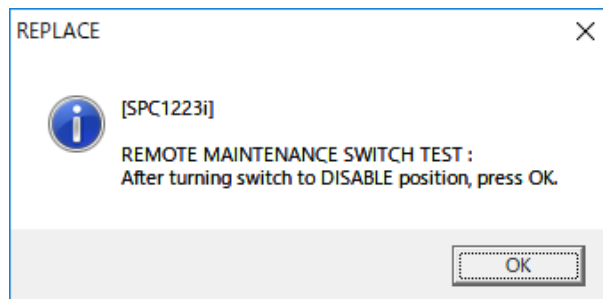 REPLACE
[SPC1223i]
REMOTE MAINTENANCE SWITCH TEST :
After turning switch to DISABLE position, press OK.
OK